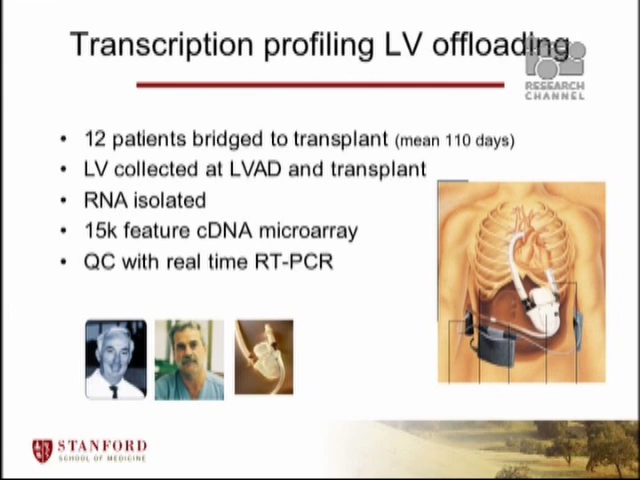 Transcription profiling LV offloading
RESEARCH
CHANNEL
• 12 patients bridged to transplant (mean 110 days)
• LV collected at LVAD and transplant
• RNA isolated
• 15k feature cDNA microarray
• QC with real time RT-PCR
STANFORD
SCHOOL OF MEDICINE